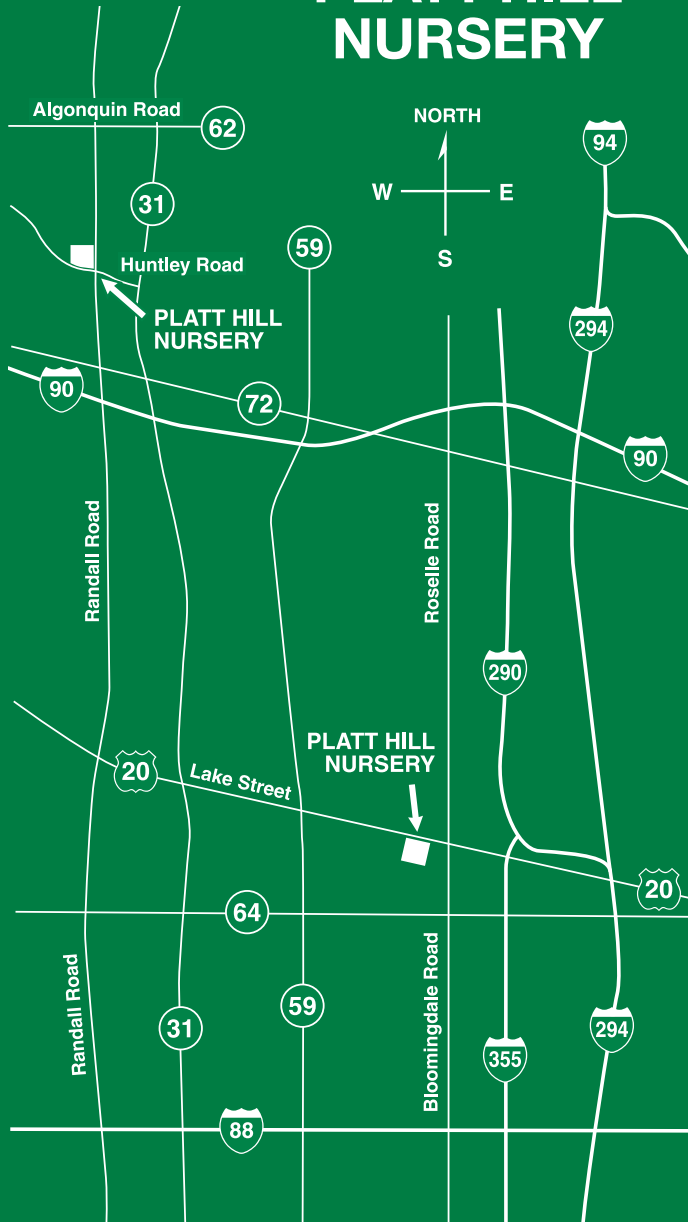 PLATT HILL
NURSERY
Algonquin Road
62
NORTH
94
W
E
31
S
59
Huntley Road
PLATT HILL
NURSERY
294
90
72
90
Randall Road
Roselle Road
290
PLATT HILL
NURSERY
20
Lake Street
20
64
Randall Road
Bloomingdale Road
59
31
294
355
88